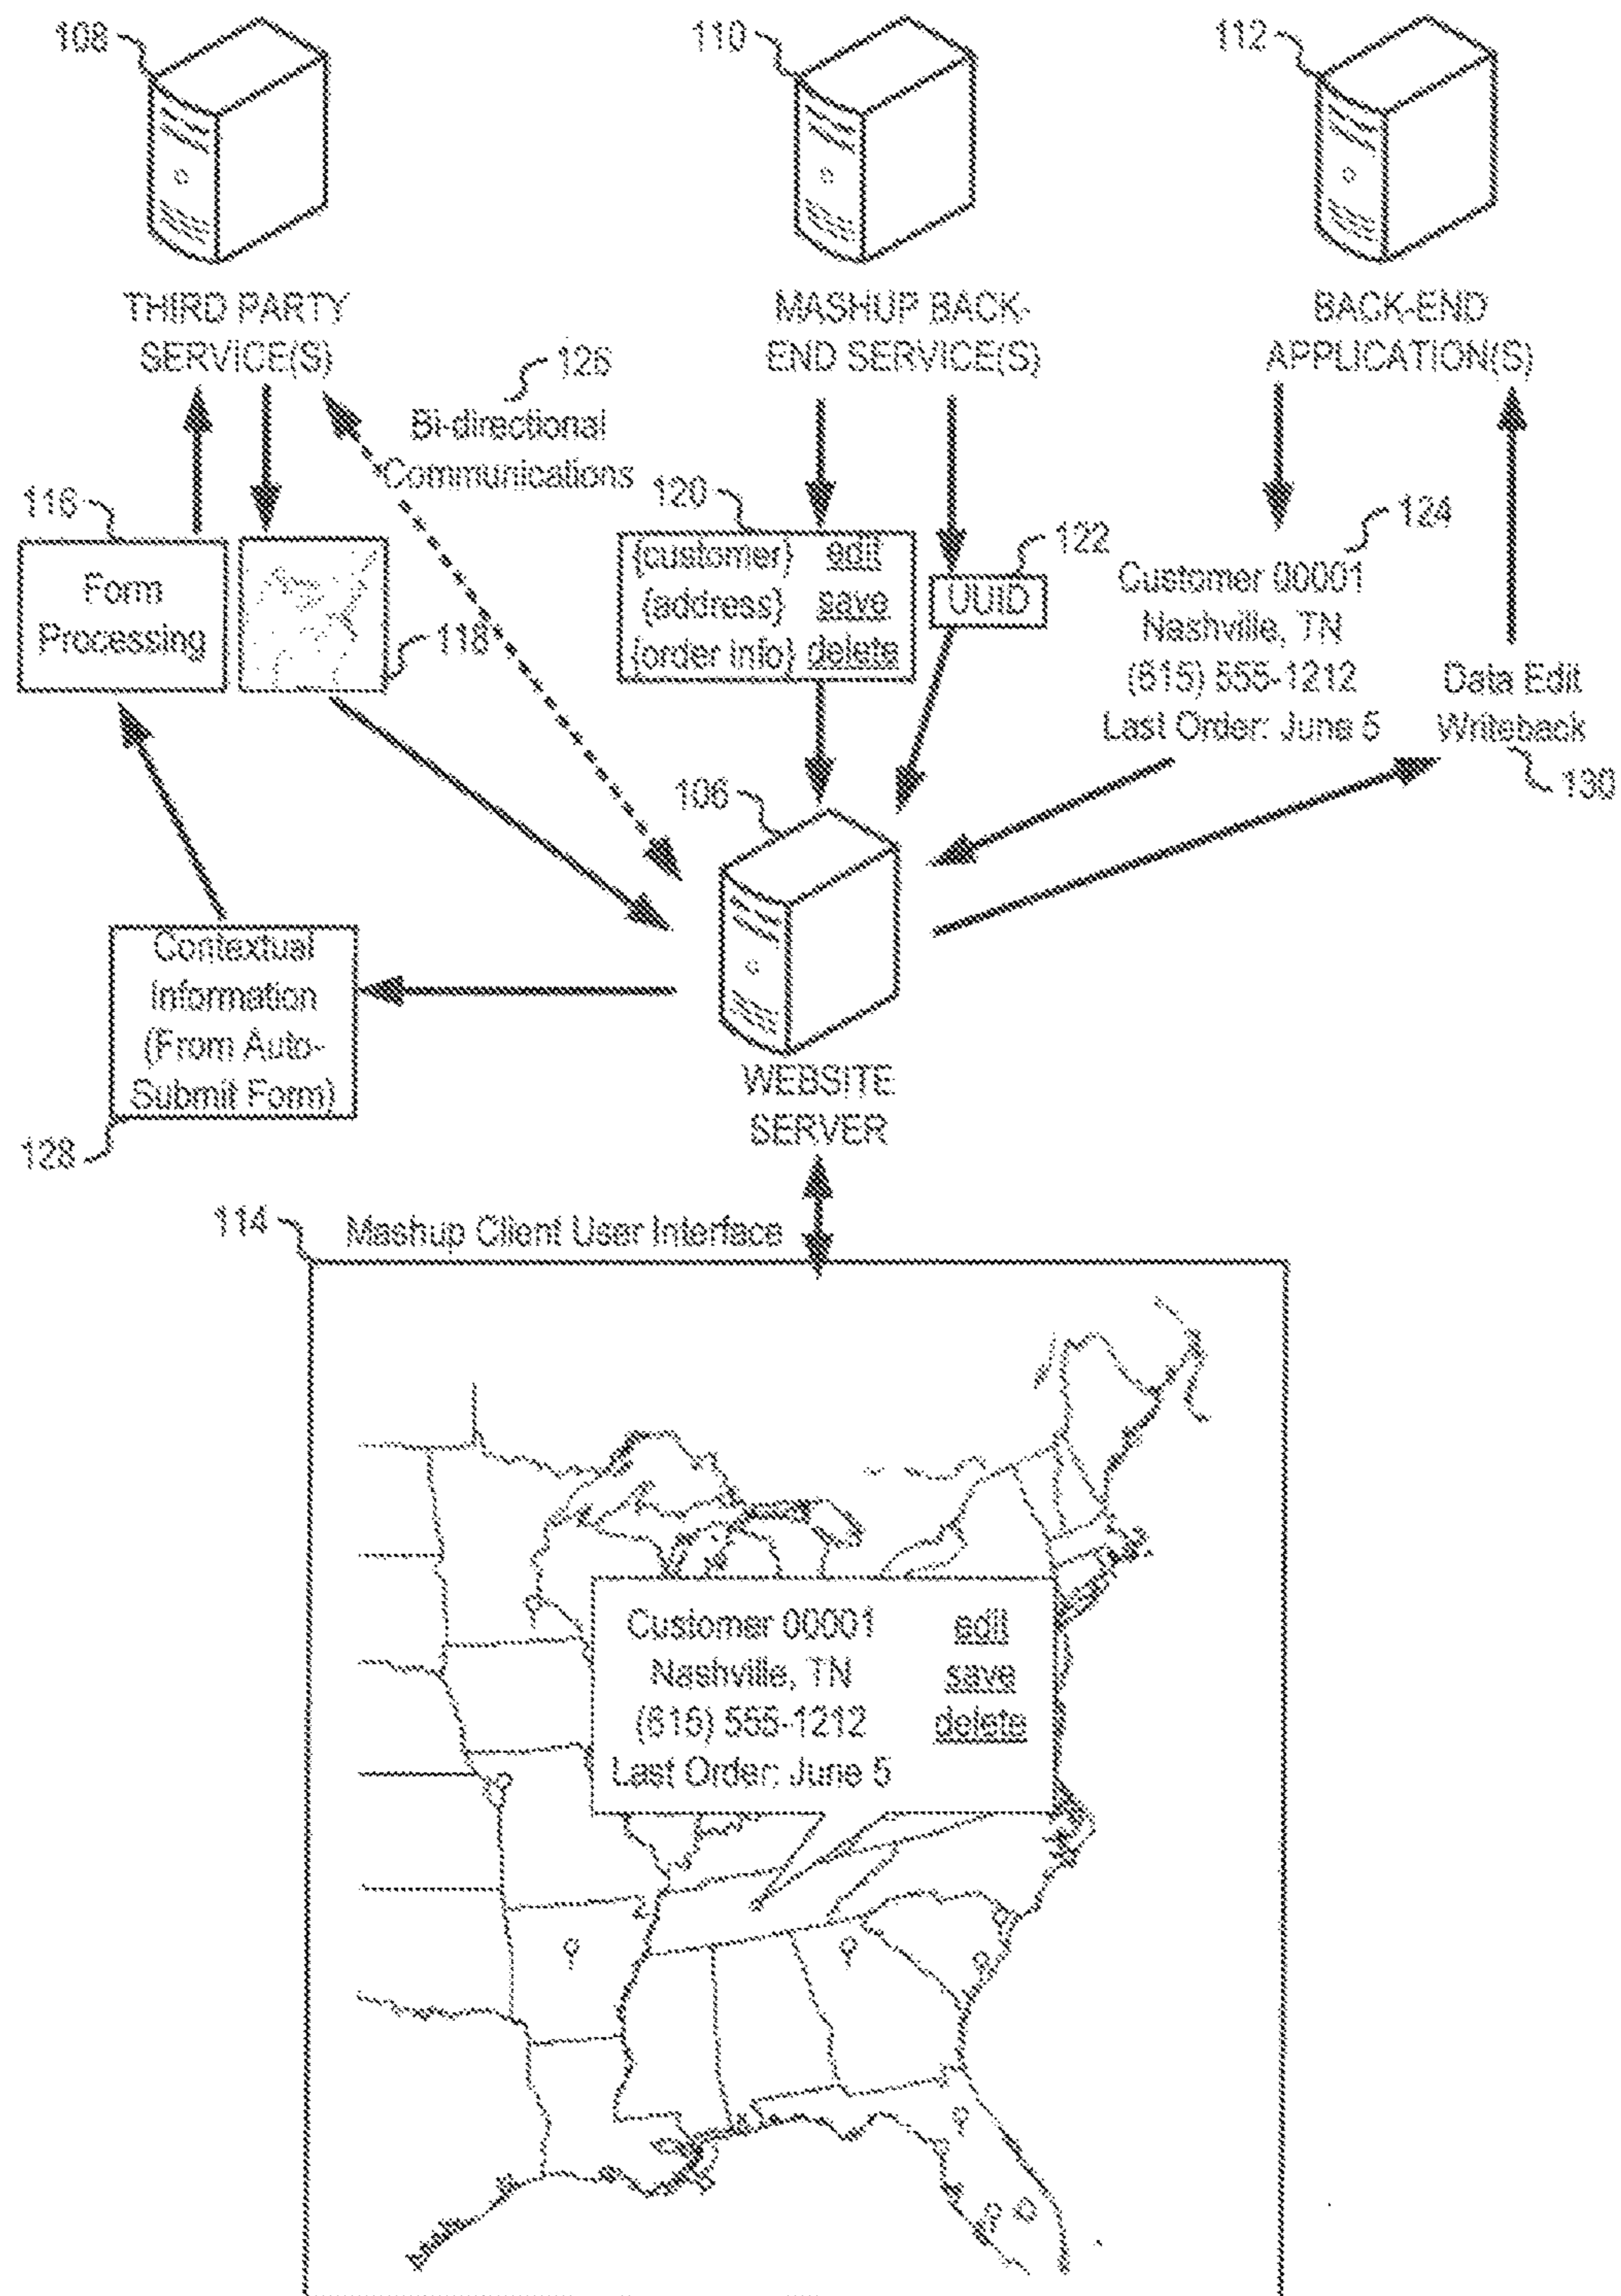 108
110
112
THIRD PARTY
SERVICE(S)
MASHUP BACK-
END SERVICE(S)
BACK-END
APPLICATION(S)
126
Bi-directional
Communications
116
Form
Processing
118
120
{customer} edit
{address} save
{order info} delete
122
UUID
124
Customer 00001
Nashville, TN
(615) 555-1212
Last Order: June 5
Data Edit
Writeback
130
106
Contextual
Information
(From Auto-
Submit Form)
128
WEBSITE
SERVER
114
Mashup Client User Interface
Customer 00001 edit
Nashville, TN save
(615) 555-1212 delete
Last Order: June 5